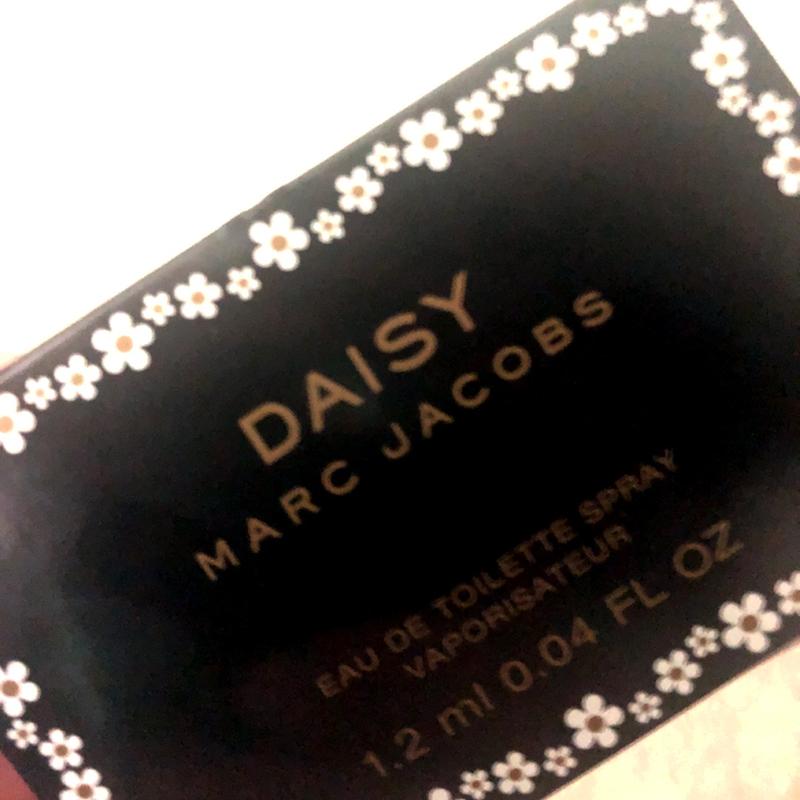 DAISY
MARC JACOBS
EAU DE TOILETTE SPRAY
VAPORISATEUR
1.2 ml 0.04 FL OZ